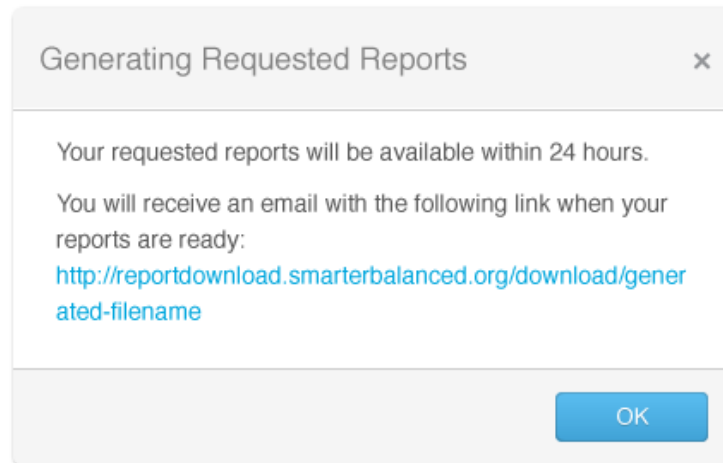 Generating Requested Reports ×
Your requested reports will be available within 24 hours.
You will receive an email with the following link when your
reports are ready:
http://reportdownload.smarterbalanced.org/download/gener
ated-filename
OK